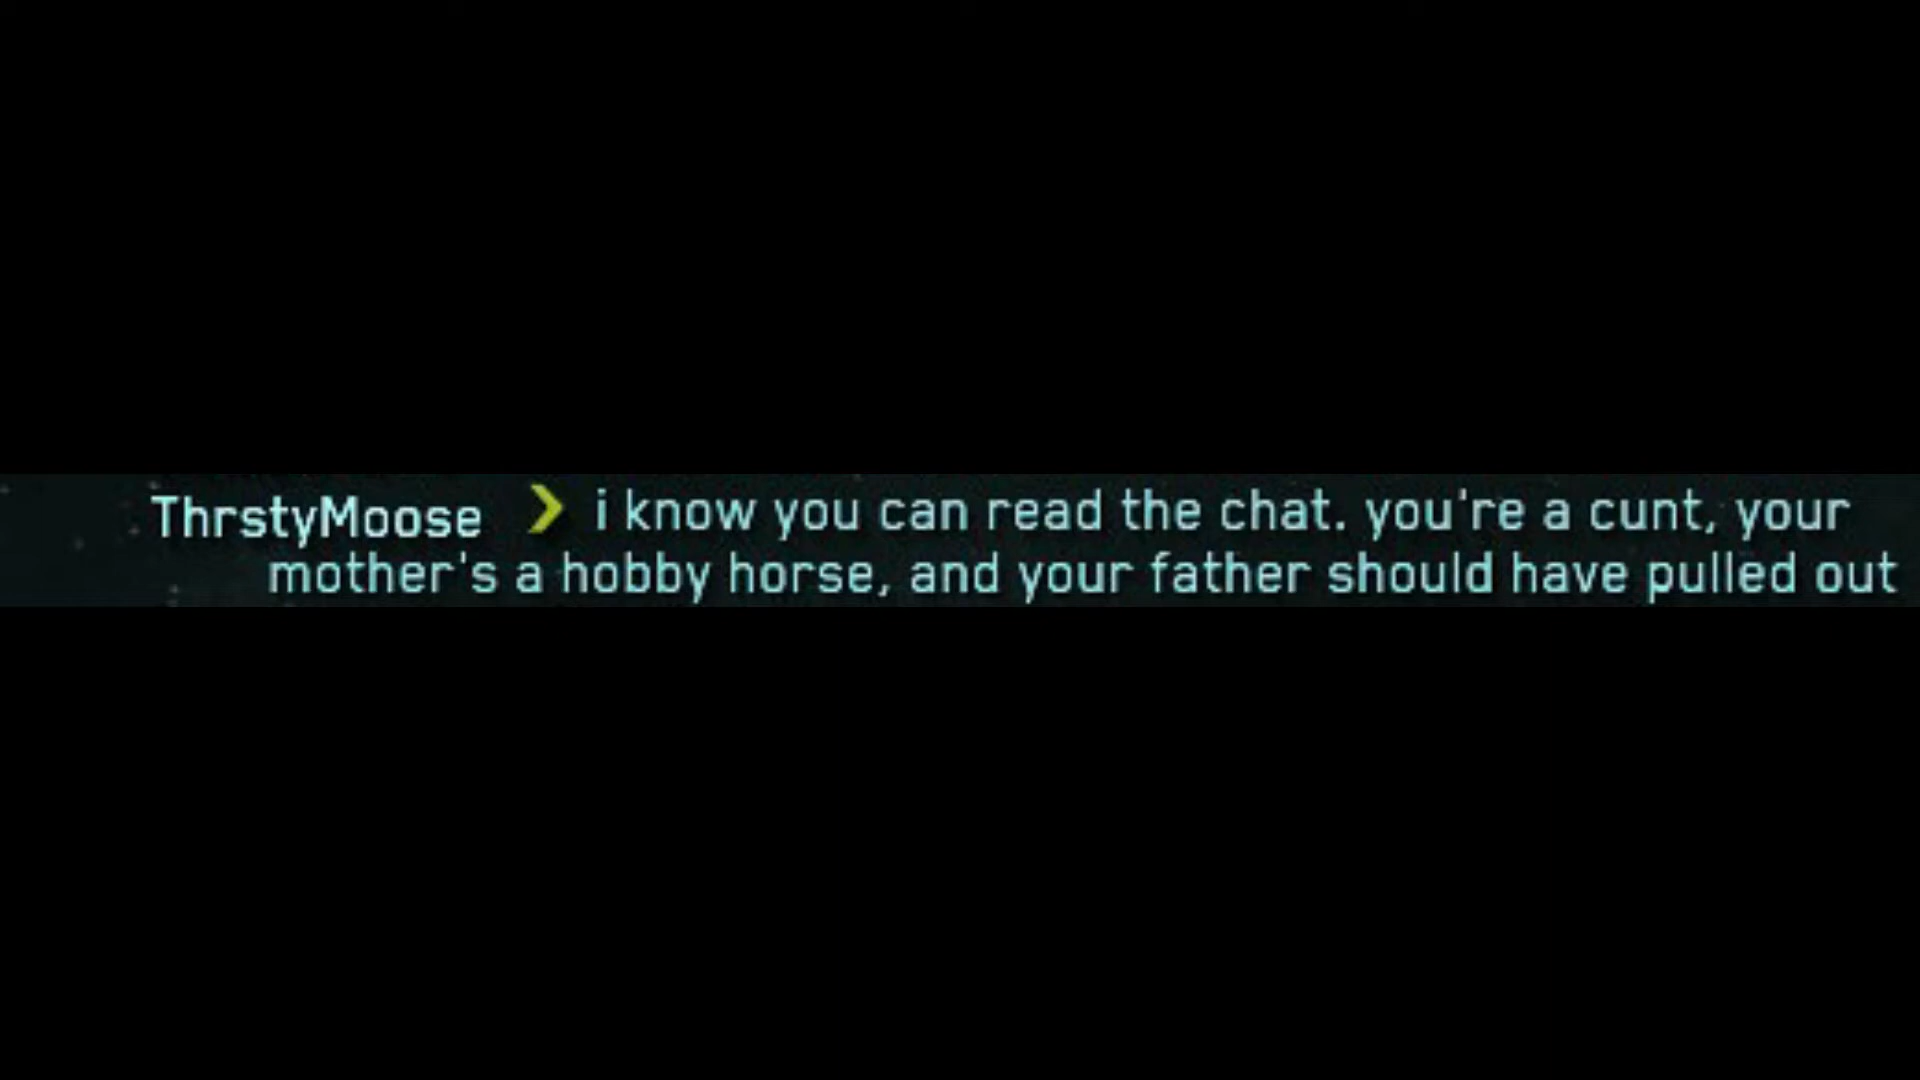 ThrstyMoose > i know you can read the chat. you're a cunt, your
mother's a hobby horse, and your father should have pulled out